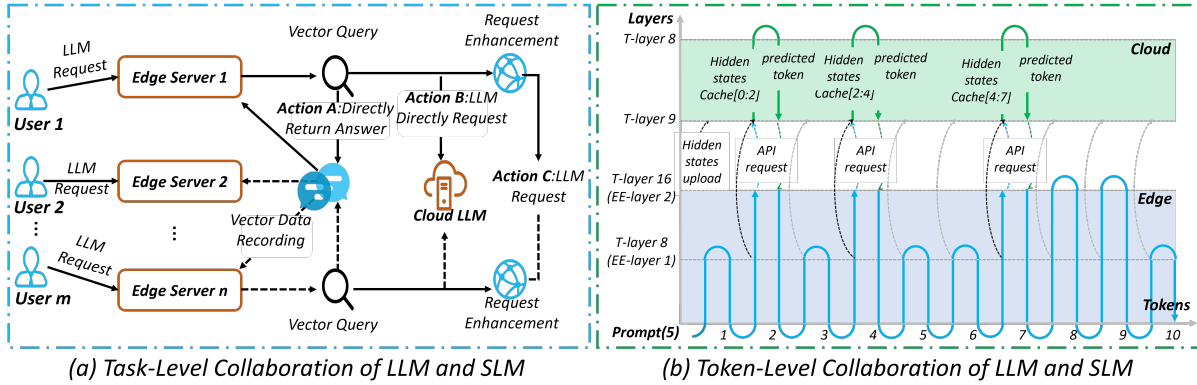 LLM
Request
Edge Server 1
Vector Query
Request
Enhancement
User 1
Action A:Directly
Return Answer
Action B:LLM
Directly Request
LLM
Request
Edge Server 2
User 2
Action C:LLM
Request
Cloud LLM
Vector Data
Recording
...
...
LLM
Request
Edge Server n
User m
Vector Query
Request
Enhancement
(a) Task-Level Collaboration of LLM and SLM
Layers
T-layer 8
Cloud
Hidden
states
Cache[0:2]
predicted
token
Hidden
states
Cache[2:4]
predicted
token
Hidden
states
Cache[4:7]
predicted
token
T-layer 9
Hidden
states
upload
API
request
API
request
API
request
T-layer 16
(EE-layer 2)
Edge
T-layer 8
(EE-layer 1)
Tokens
Prompt(5)
1 2 3 4 5 6 7 8 9 10
(b) Token-Level Collaboration of LLM and SLM